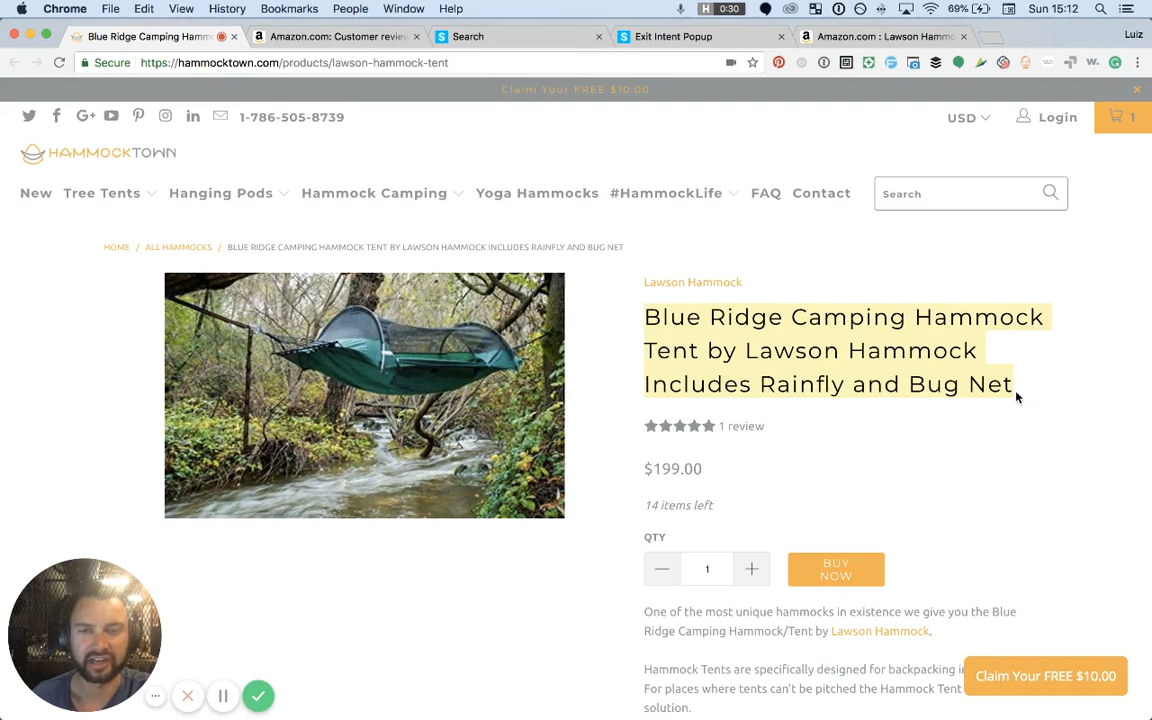 Chrome File Edit View History Bookmarks People Window Help H 0:30 69% Sun 15:12
Blue Ridge Camping Hamm Amazon.com: Customer review Search Exit Intent Popup Amazon.com : Lawson Hammo Luiz
Secure https://hammocktown.com/products/lawson-hammock-tent
Claim Your FREE $10.00
1-786-505-8739 USD Login 1
HAMMOCKTOWN
New Tree Tents Hanging Pods Hammock Camping Yoga Hammocks #HammockLife FAQ Contact Search
HOME / ALL HAMMOCKS / BLUE RIDGE CAMPING HAMMOCK TENT BY LAWSON HAMMOCK INCLUDES RAINFLY AND BUG NET
Lawson Hammock
Blue Ridge Camping Hammock
Tent by Lawson Hammock
Includes Rainfly and Bug Net
1 review
$199.00
14 items left
QTY
1
BUY
NOW
One of the most unique hammocks in existence we give you the Blue
Ridge Camping Hammock/Tent by Lawson Hammock.
Hammock Tents are specifically designed for backpacking
For places where tents can't be pitched the Hammock Tent
solution.
Claim Your FREE $10.00